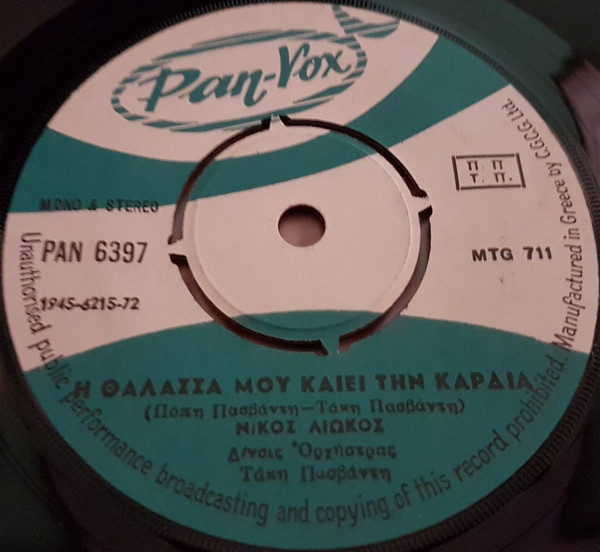 Pan-Vox
MONO & STEREO
Π Π
Τ. Π.
PAN 6397
MTG 711
1945-6215-72
Η ΘΑΛΑΣΣΑ ΜΟΥ ΚΑΙΕΙ ΤΗΝ ΚΑΡΔΙΑ
(Πόπη Πασβάντη—Τάκη Πασβάντη)
ΝΙΚΟΣ ΛΙΩΚΟΣ
Δ/νσις Ὀρχήστρας
Τάκη Πασβάντη
Unauthorised public performance broadcasting and copying of this record prohibited. Manufactured in Greece by CGCG Ltd.